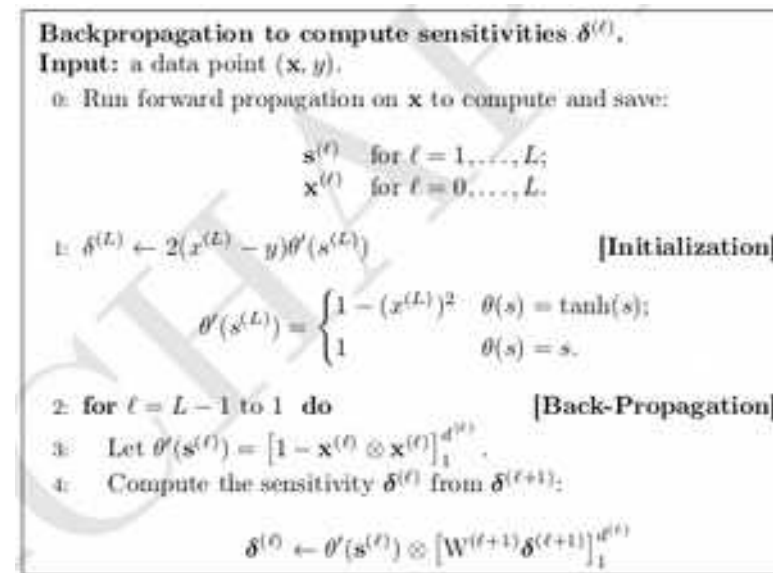 Backpropagation to compute sensitivities δ^(ℓ).
Input: a data point (x, y).
0: Run forward propagation on x to compute and save:
s^(ℓ) for ℓ = 1, . . . , L;
x^(ℓ) for ℓ = 0, . . . , L.
1: δ^(L) ← 2(x^(L) − y)θ′(s^(L)) [Initialization]
θ′(s^(L)) = { 1 − (x^(L))^2 θ(s) = tanh(s);
1 θ(s) = s.
2: for ℓ = L − 1 to 1 do [Back-Propagation]
3: Let θ′(s^(ℓ)) = [1 − x^(ℓ) ⊗ x^(ℓ)]_1^d^(ℓ).
4: Compute the sensitivity δ^(ℓ) from δ^(ℓ+1):
δ^(ℓ) ← θ′(s^(ℓ)) ⊗ [W^(ℓ+1)δ^(ℓ+1)]_1^d^(ℓ)